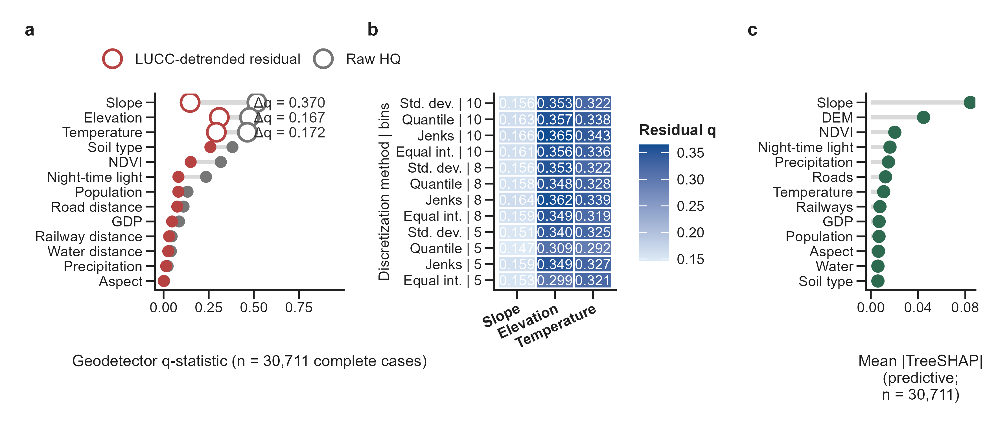 a
LUCC-detrended residual
Raw HQ
Slope
Elevation
Temperature
Soil type
NDVI
Night-time light
Population
Road distance
GDP
Railway distance
Water distance
Precipitation
Aspect
Δq = 0.370
Δq = 0.167
Δq = 0.172
0.00 0.25 0.50 0.75
Geodetector q-statistic (n = 30,711 complete cases)
b
Discretization method | bins
Std. dev. | 10 0.156 0.353 0.322
Quantile | 10 0.163 0.357 0.338
Jenks | 10 0.166 0.365 0.343
Equal int. | 10 0.161 0.356 0.336
Std. dev. | 8 0.156 0.353 0.322
Quantile | 8 0.158 0.348 0.328
Jenks | 8 0.164 0.362 0.339
Equal int. | 8 0.159 0.349 0.319
Std. dev. | 5 0.151 0.340 0.325
Quantile | 5 0.147 0.309 0.292
Jenks | 5 0.159 0.349 0.327
Equal int. | 5 0.153 0.299 0.321
Slope
Elevation
Temperature
Residual q
0.35
0.30
0.25
0.20
0.15
c
Slope
DEM
NDVI
Night-time light
Precipitation
Roads
Temperature
Railways
GDP
Population
Aspect
Water
Soil type
0.00 0.04 0.08
Mean |TreeSHAP|
(predictive;
n = 30,711)